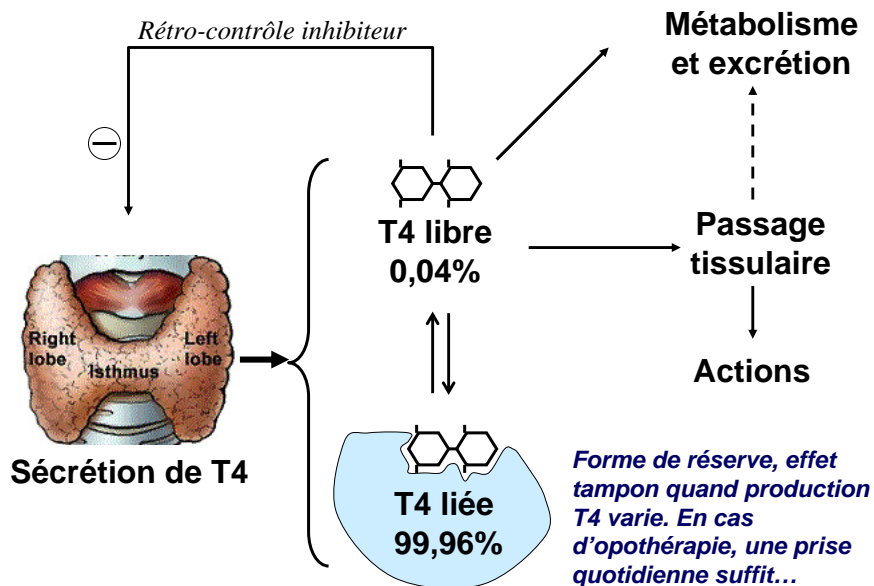 Rétro-contrôle inhibiteur
Métabolisme
et excrétion
T4 libre
0,04%
Passage
tissulaire
Right
lobe
Left
lobe
Isthmus
Actions
Sécrétion de T4
T4 liée
99,96%
Forme de réserve, effet
tampon quand production
T4 varie. En cas
d'opothérapie, une prise
quotidienne suffit…